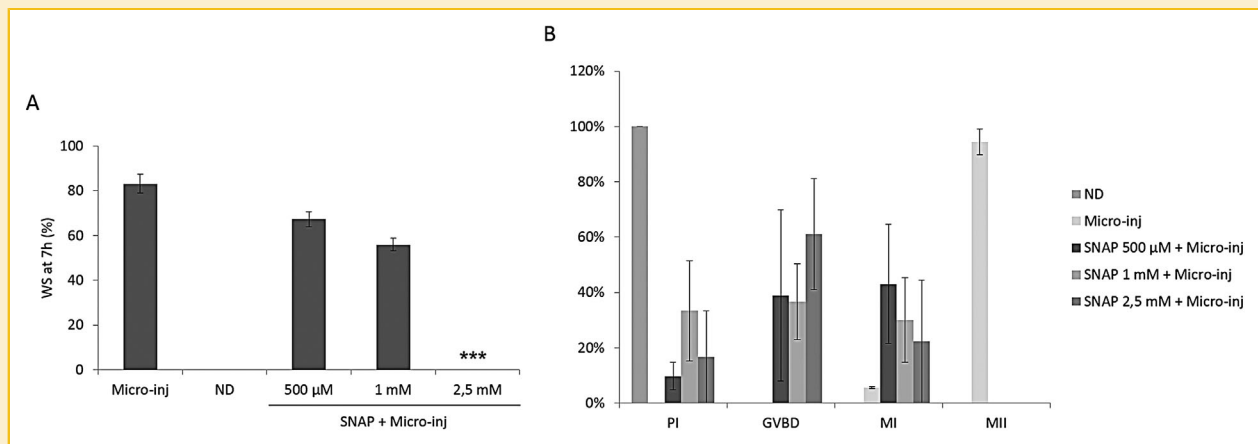 A
100
80
60
40
20
0
WS at 7h (%)
***
Micro-inj ND 500 µM 1 mM 2,5 mM
SNAP + Micro-inj
B
120%
100%
80%
60%
40%
20%
0%
PI GVBD MI MII
ND
Micro-inj
SNAP 500 µM + Micro-inj
SNAP 1 mM + Micro-inj
SNAP 2,5 mM + Micro-inj